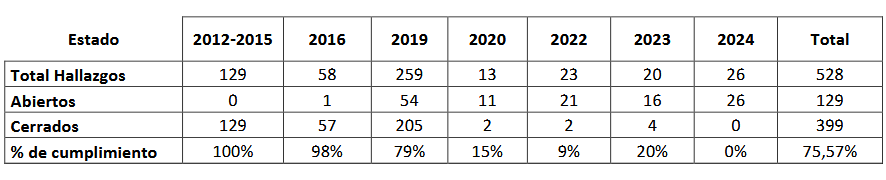 Estado 2012-2015 2016 2019 2020 2022 2023 2024 Total
Total Hallazgos 129 58 259 13 23 20 26 528
Abiertos 0 1 54 11 21 16 26 129
Cerrados 129 57 205 2 2 4 0 399
% de cumplimiento 100% 98% 79% 15% 9% 20% 0% 75,57%